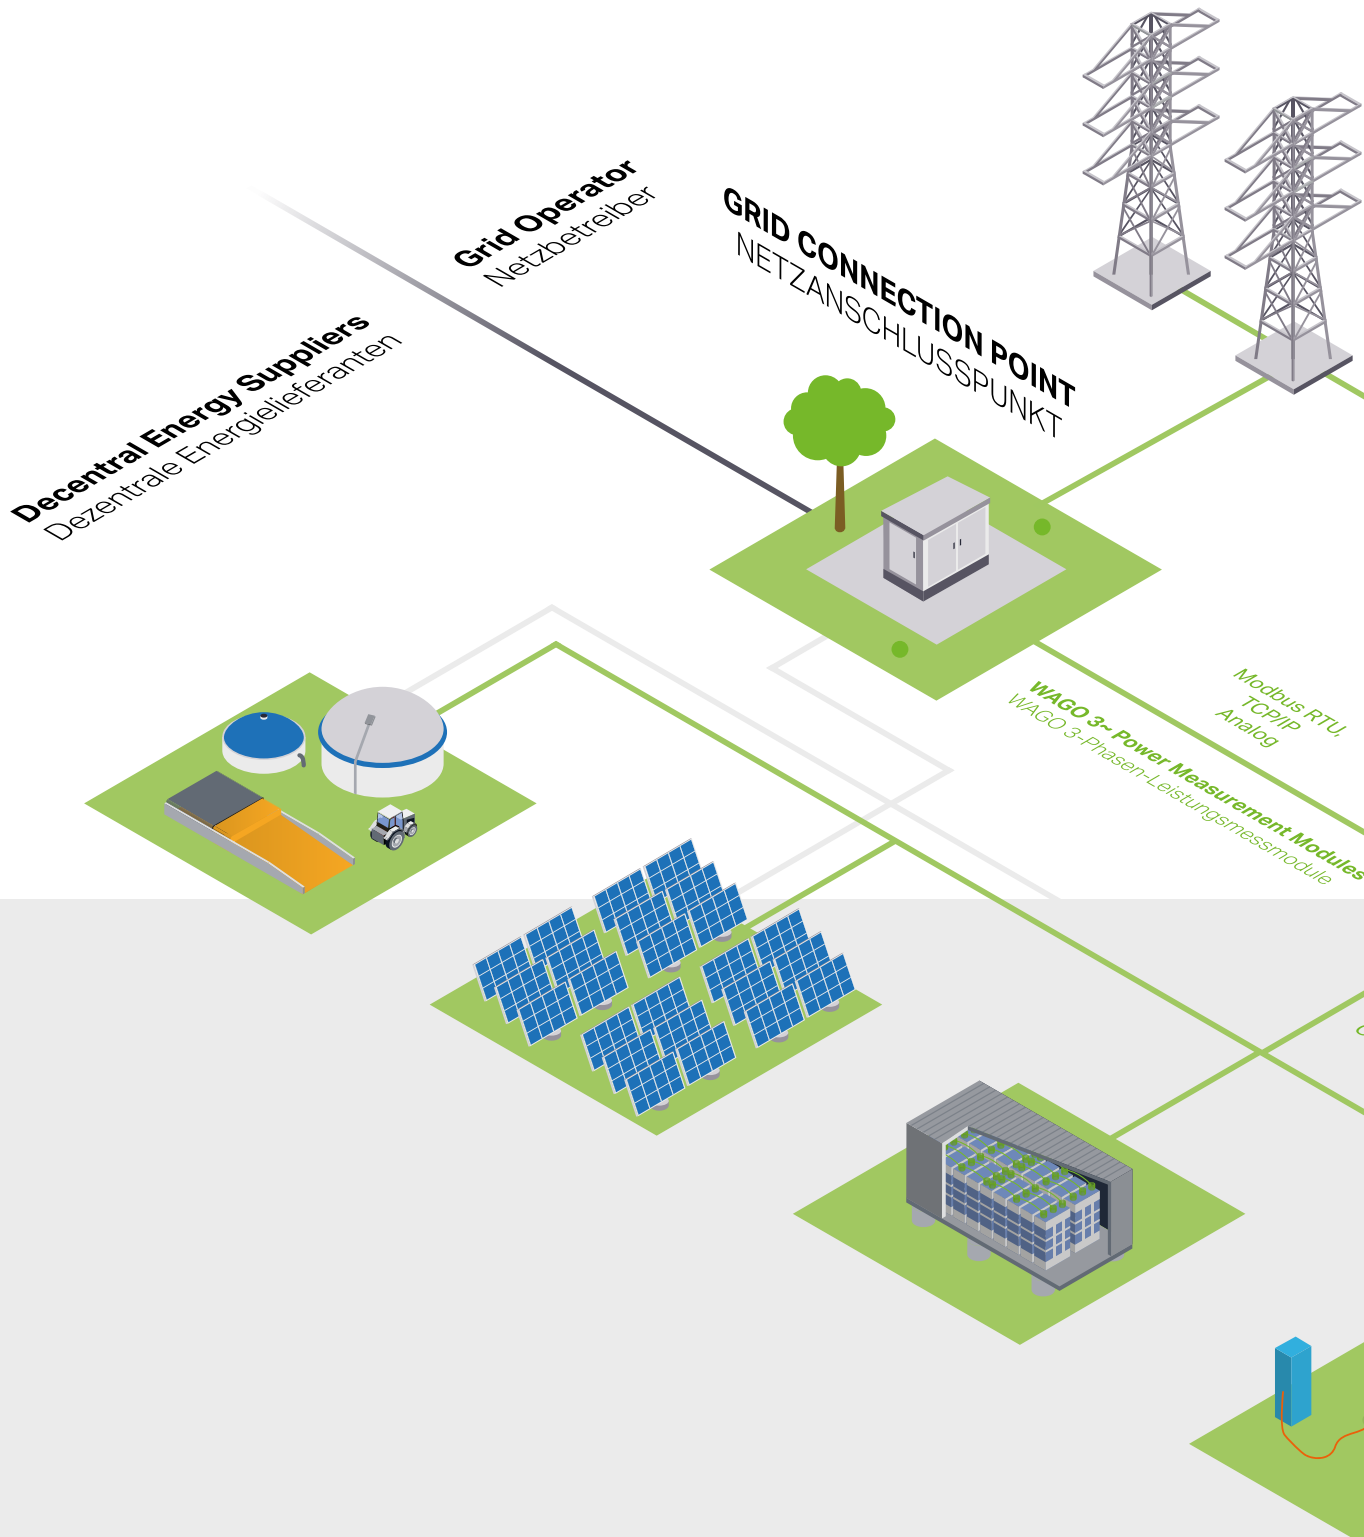 Grid Operator
Netzbetreiber
GRID CONNECTION POINT
NETZANSCHLUSSPUNKT
Decentral Energy Suppliers
Dezentrale Energielieferanten
Modbus RTU,
TCP/IP
Analog
WAGO 3~ Power Measurement Modules
WAGO 3-Phasen-Leistungsmessmodule